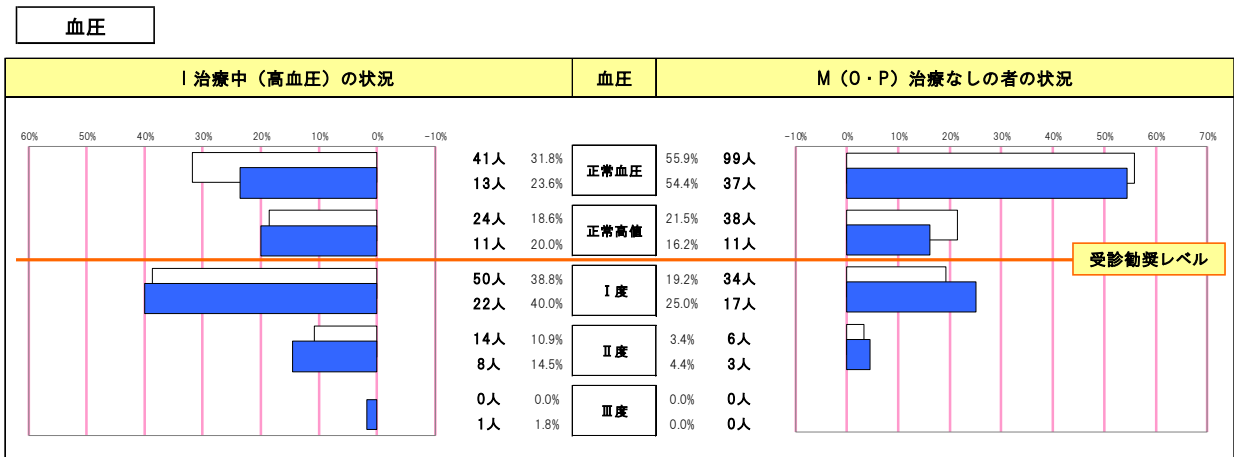 血圧
I 治療中（高血圧）の状況 血圧 M（O・P）治療なしの者の状況
60% 50% 40% 30% 20% 10% 0% -10% -10% 0% 10% 20% 30% 40% 50% 60% 70%
41人 31.8% 正常血圧 55.9% 99人
13人 23.6% 54.4% 37人
24人 18.6% 正常高値 21.5% 38人
11人 20.0% 16.2% 11人
受診勧奨レベル
50人 38.8% Ⅰ度 19.2% 34人
22人 40.0% 25.0% 17人
14人 10.9% Ⅱ度 3.4% 6人
8人 14.5% 4.4% 3人
0人 0.0% Ⅲ度 0.0% 0人
1人 1.8% 0.0% 0人